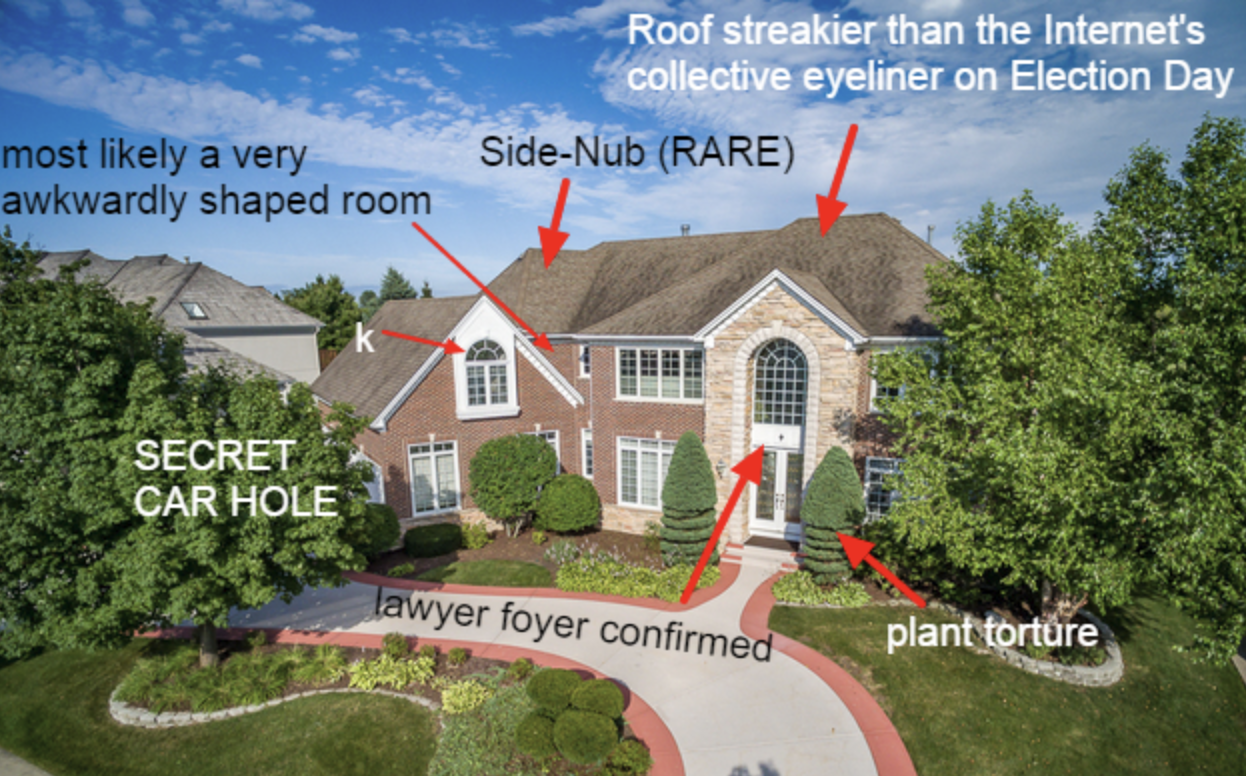 Roof streakier than the Internet's
collective eyeliner on Election Day
most likely a very
awkwardly shaped room
Side-Nub (RARE)
k
SECRET
CAR HOLE
lawyer foyer confirmed
plant torture